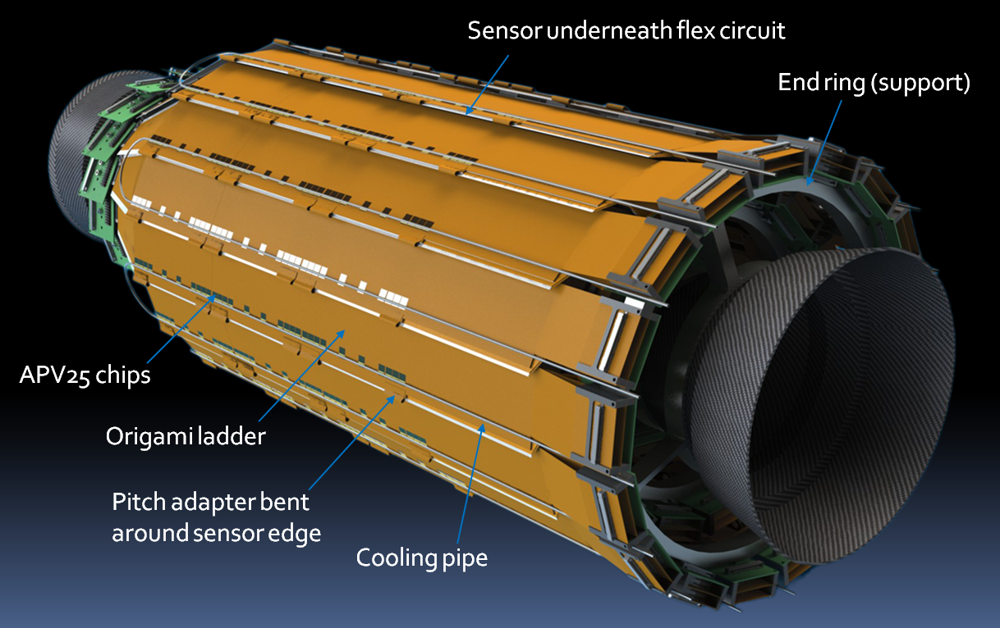 Sensor underneath flex circuit
End ring (support)
APV25 chips
Origami ladder
Pitch adapter bent
around sensor edge
Cooling pipe